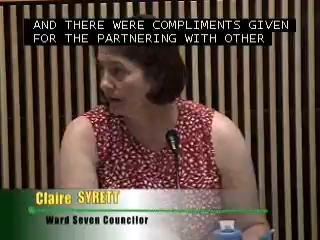 AND THERE WERE COMPLIMENTS GIVEN
FOR THE PARTNERING WITH OTHER
Claire SYRETT
Ward Seven Councilor